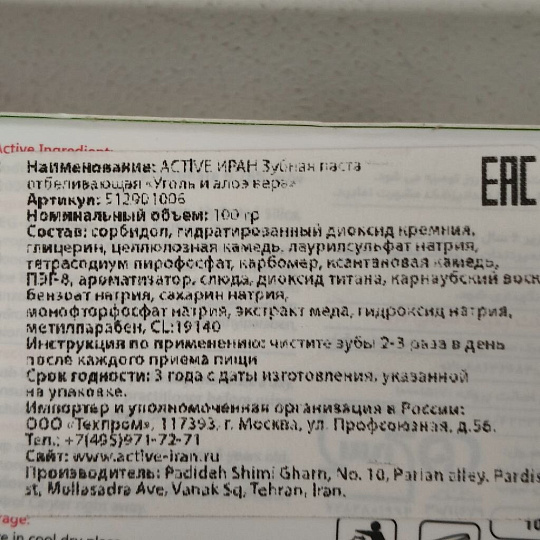 Active Ingredient
Наименование: ACTIVE ИРАН Зубная паста
отбеливающая «Уголь и алоэ вера»
Артикул: 512901006
Номинальный объем: 100 гр
Состав: сорбидол, гидратированный диоксид кремния,
глицерин, целлюлозная камедь, лаурилсульфат натрия,
тетрасодиум пирофосфат, карбомер, ксантановая камедь,
ПЭГ-8, ароматизатор, слюда, диоксид титана, карнаубский воск
бензоат натрия, сахарин натрия,
монофторфосфат натрия, экстракт меда, гидроксид натрия,
метилпарабен, CL:19140
Инструкция по применению: чистите зубы 2-3 раза в день
после каждого приема пищи
Срок годности: 3 года с даты изготовления, указанной
на упаковке.
Импортер и уполномоченная организация в России:
ООО «Техпром», 117393, г. Москва, ул. Профсоюзная, д.56.
Тел.: +7(495)971-72-71
Сайт: www.active-iran.ru
Производитель: Padideh Shimi Gharn, No. 10, Parian alley, Pardis
st, Mollasadra Ave, Vanak Sq, Tehran, Iran.
EAC